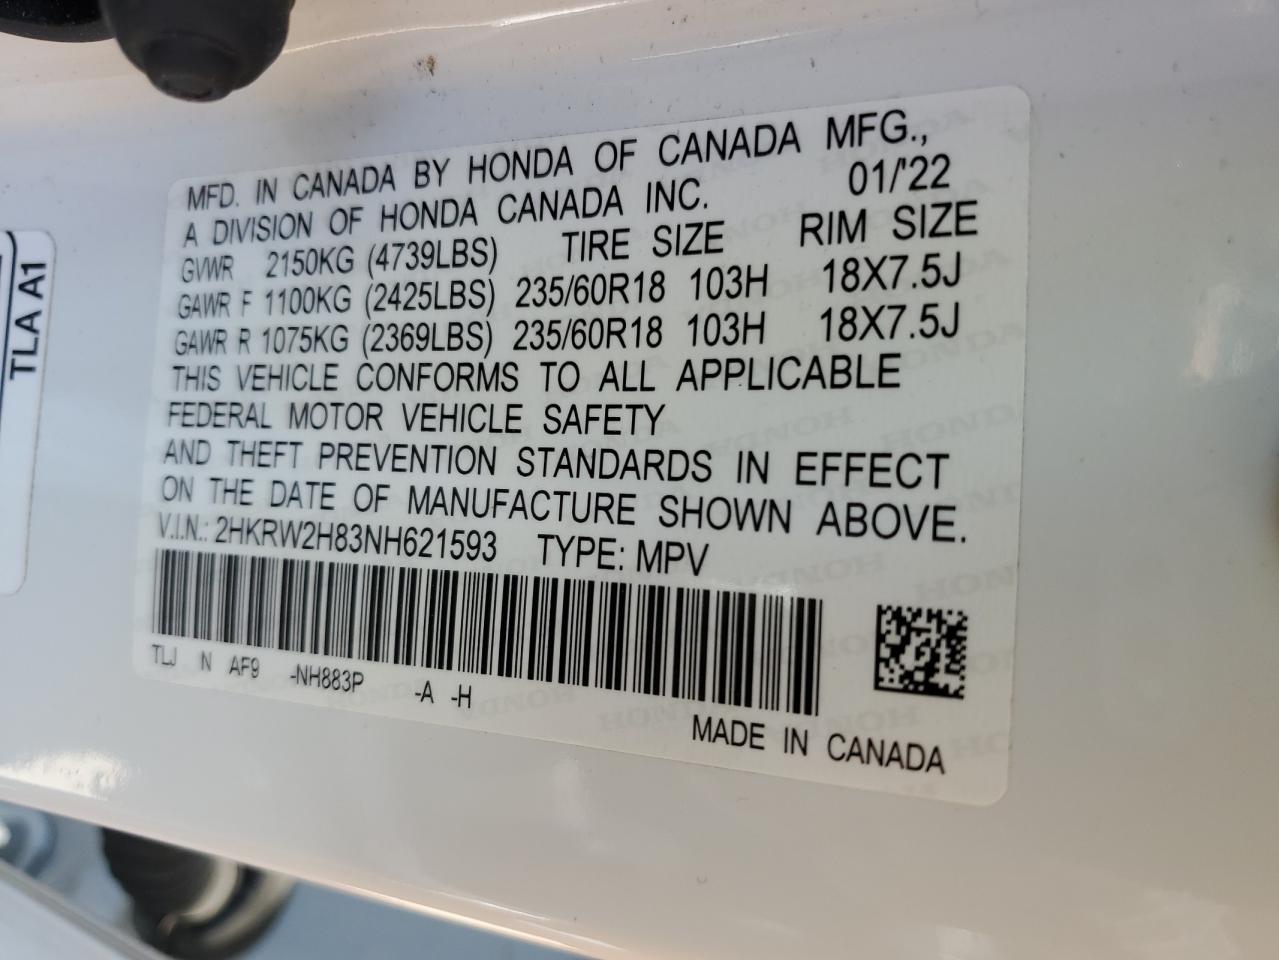 MFD. IN CANADA BY HONDA OF CANADA MFG.,
A DIVISION OF HONDA CANADA INC. 01/'22
GVWR 2150KG (4739LBS) TIRE SIZE RIM SIZE
GAWR F 1100KG (2425LBS) 235/60R18 103H 18X7.5J
GAWR R 1075KG (2369LBS) 235/60R18 103H 18X7.5J
THIS VEHICLE CONFORMS TO ALL APPLICABLE
FEDERAL MOTOR VEHICLE SAFETY
AND THEFT PREVENTION STANDARDS IN EFFECT
ON THE DATE OF MANUFACTURE SHOWN ABOVE.
V.I.N.: 2HKRW2H83NH621593 TYPE: MPV
TLJ N AF9 -NH883P -A -H
MADE IN CANADA
TLA A1